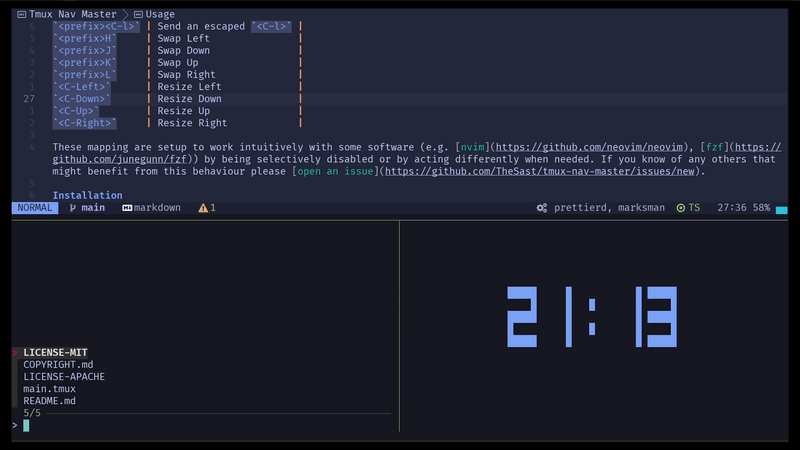 Tmux Nav Master > Usage
6 `<prefix><C-l>` | Send an escaped `<C-l>` |
5 `<prefix>H` | Swap Left |
4 `<prefix>J` | Swap Down |
3 `<prefix>K` | Swap Up |
2 `<prefix>L` | Swap Right |
1 `<C-Left>` | Resize Left |
27 `<C-Down>` | Resize Down |
1 `<C-Up>` | Resize Up |
2 `<C-Right>` | Resize Right |
3
4 These mapping are setup to work intuitively with some software (e.g. [nvim](https://github.com/neovim/neovim), [fzf](https://
github.com/junegunn/fzf)) by being selectively disabled or by acting differently when needed. If you know of any others that
might benefit from this behaviour please [open an issue](https://github.com/TheSast/tmux-nav-master/issues/new).
5
6 Installation
NORMAL main markdown 1 prettierd, marksman TS 27:36 58%
21:13
> LICENSE-MIT
COPYRIGHT.md
LICENSE-APACHE
main.tmux
README.md
5/5
>